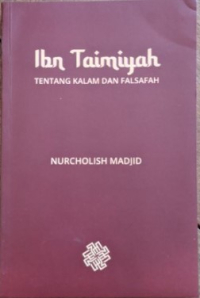 Ibn Taimiyah
TENTANG KALAM DAN FALSAFAH
NURCHOLISH MADJID